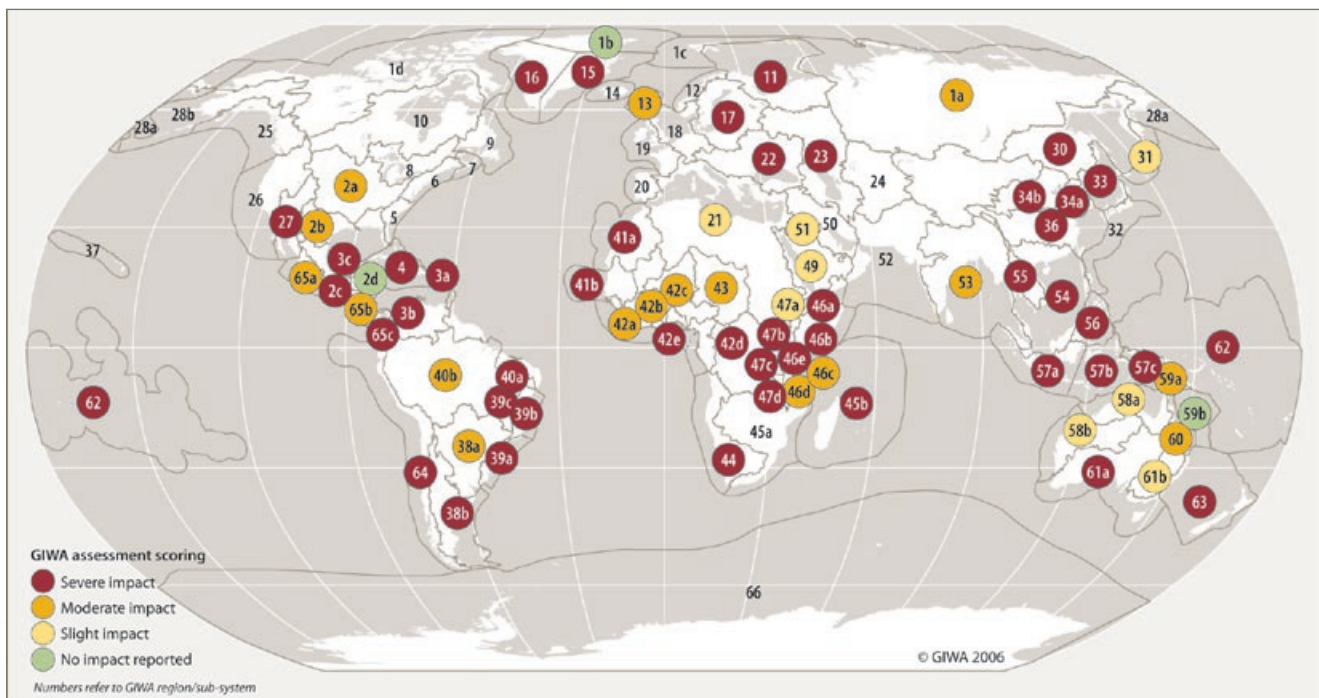 1b
1c
1d
16
15
11
14
12
13
1a
28b
28a
28a
25
10
17
18
9
19
30
31
22
23
8
7
6
2a
20
24
33
34b
34a
26
5
27
2b
21
51
50
36
32
41a
37
3c
4
3a
2d
65a
2c
49
52
55
53
41b
42c
43
54
65b
3b
42b
47a
46a
42a
56
65c
42e
42d
47b
46b
62
46e
47c
57a
57b
57c
59a
40b
40a
46c
46d
47d
62
39c
39b
45b
58a
59b
45a
58b
60
38a
39a
44
64
61a
61b
38b
63
GIWA assessment scoring
Severe impact
Moderate impact
Slight impact
No impact reported
66
© GIWA 2006
Numbers refer to GIWA region/sub-system